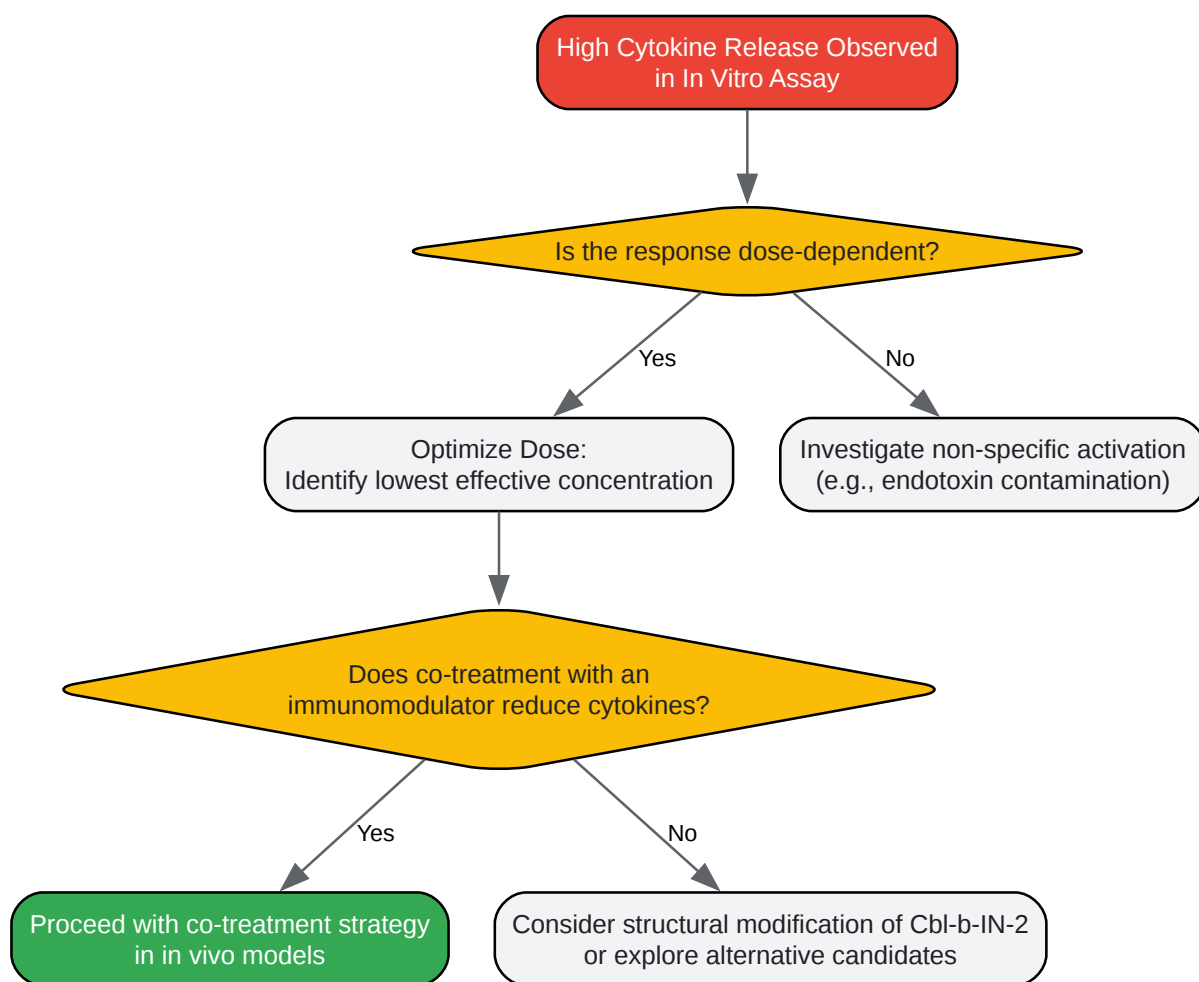 High Cytokine Release Observed
in In Vitro Assay
Is the response dose-dependent?
Yes
No
Optimize Dose:
Identify lowest effective concentration
Investigate non-specific activation
(e.g., endotoxin contamination)
Does co-treatment with an
immunomodulator reduce cytokines?
Yes
No
Proceed with co-treatment strategy
in in vivo models
Consider structural modification of Cbl-b-IN-2
or explore alternative candidates